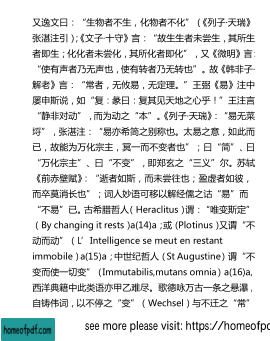 又逸文曰：“生物者不生，化物者不化”（《列子·天瑞》
张湛注引）；《文子·十守》言：“故生生者未尝生，其所生
者即生；化化者未尝化，其所化者即化”，又《微明》言：
“使有声者乃无声也，使有转者乃无转也”。故《韩非子·
解老》言：“常者，无攸易，无定理。”王弼《易》注中
屡申斯说，如“复：彖曰：复其见天地之心乎！”王注言
“静非对动”，而为动之“本”。《列子·天瑞》：“易无菜
埒”，张湛注：“易亦希简之别称也。太易之意，如此而
已，故能为万化宗主，冥一而不变者也”；曰“简”、曰
“万化宗主”、曰“不变”，即郑玄之“三义”尔。苏轼
《前赤壁赋》：“逝者如斯，而未尝往也；盈虚者如彼，
而卒莫消长也”；词人妙语可移以解经儒之诂“易”而
“不易”已。古希腊哲人（Heraclitus）谓：“唯变斯定”
（By changing it rests）a(14)a；或(Plotinus )又谓“不
动而动”（L’Intelligence se meut en restant
immobile）a(15)a；中世纪哲人（St Augustine）谓“不
变而使一切变”（Immutabilis,mutans omnia）a(16)a,
西洋典籍中此类语亦甲乙难尽。歌德咏万古一条之悬瀑，
自铸伟词，以不停之“变”（Wechsel）与不迁之“常”
homeofpdf.com
see more please visit: https://homeofpd